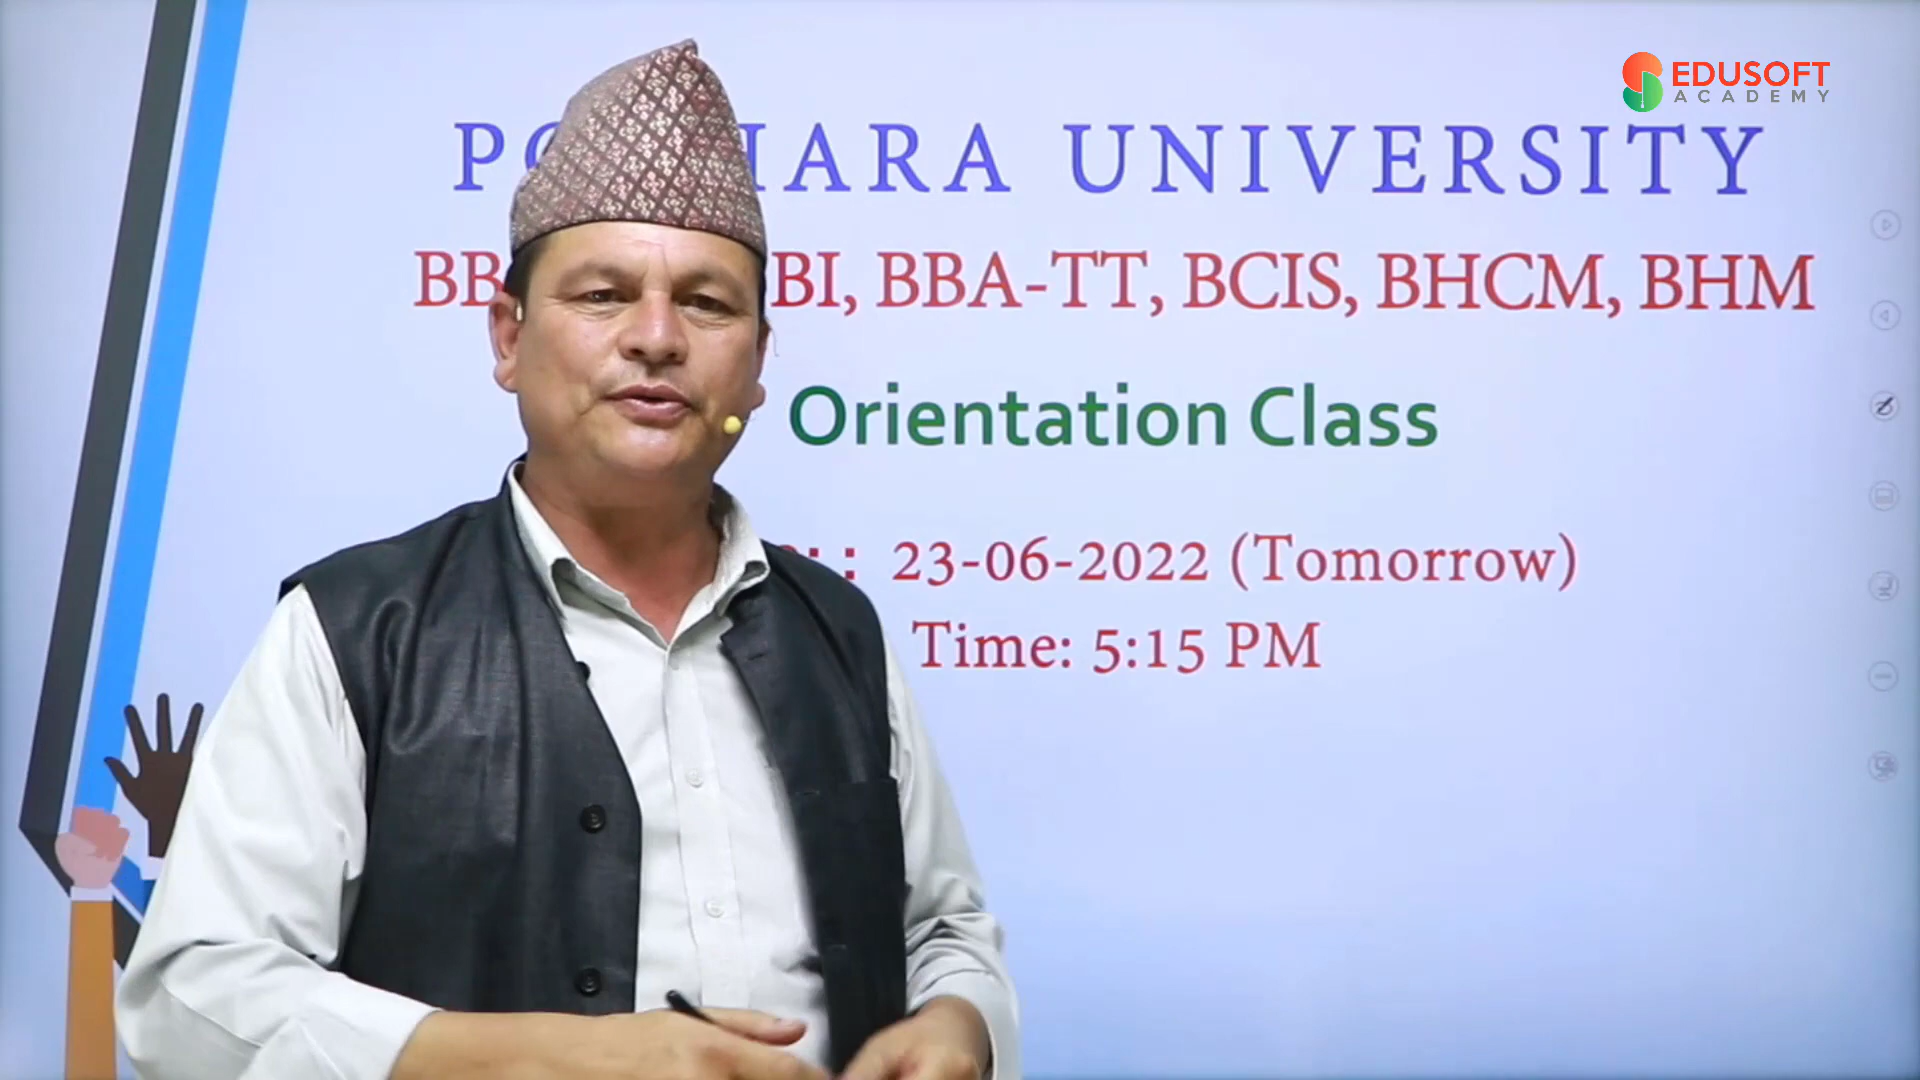 EDUSOFT
ACADEMY
UNIVERSITY
BBA-TT, BCIS, BHCM, BHM
Orientation Class
: 23-06-2022 (Tomorrow)
Time: 5:15 PM